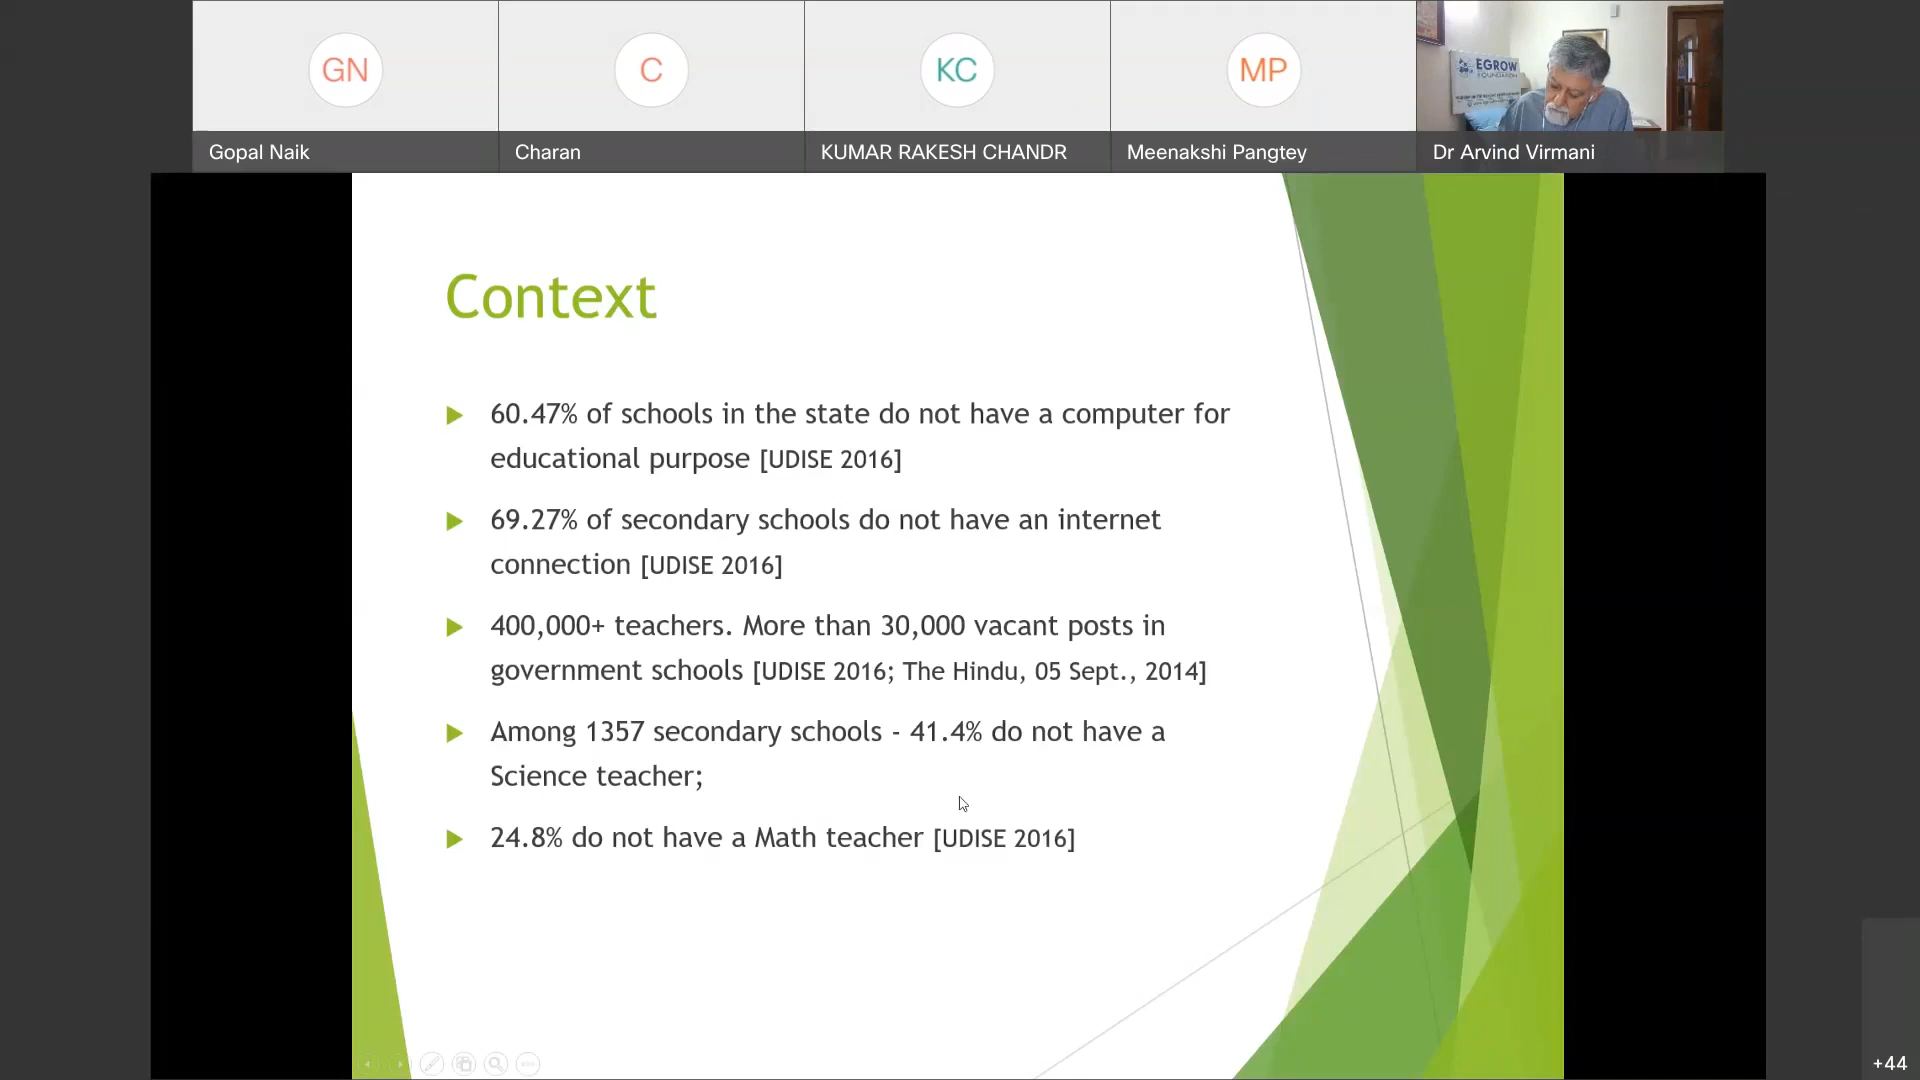 GN
C
KC
MP
EGROW
Gopal Naik
Charan
KUMAR RAKESH CHANDR
Meenakshi Pangtey
Dr Arvind Virmani
Context
60.47% of schools in the state do not have a computer for
educational purpose [UDISE 2016]
69.27% of secondary schools do not have an internet
connection [UDISE 2016]
400,000+ teachers. More than 30,000 vacant posts in
government schools [UDISE 2016; The Hindu, 05 Sept., 2014]
Among 1357 secondary schools - 41.4% do not have a
Science teacher;
24.8% do not have a Math teacher [UDISE 2016]
+44